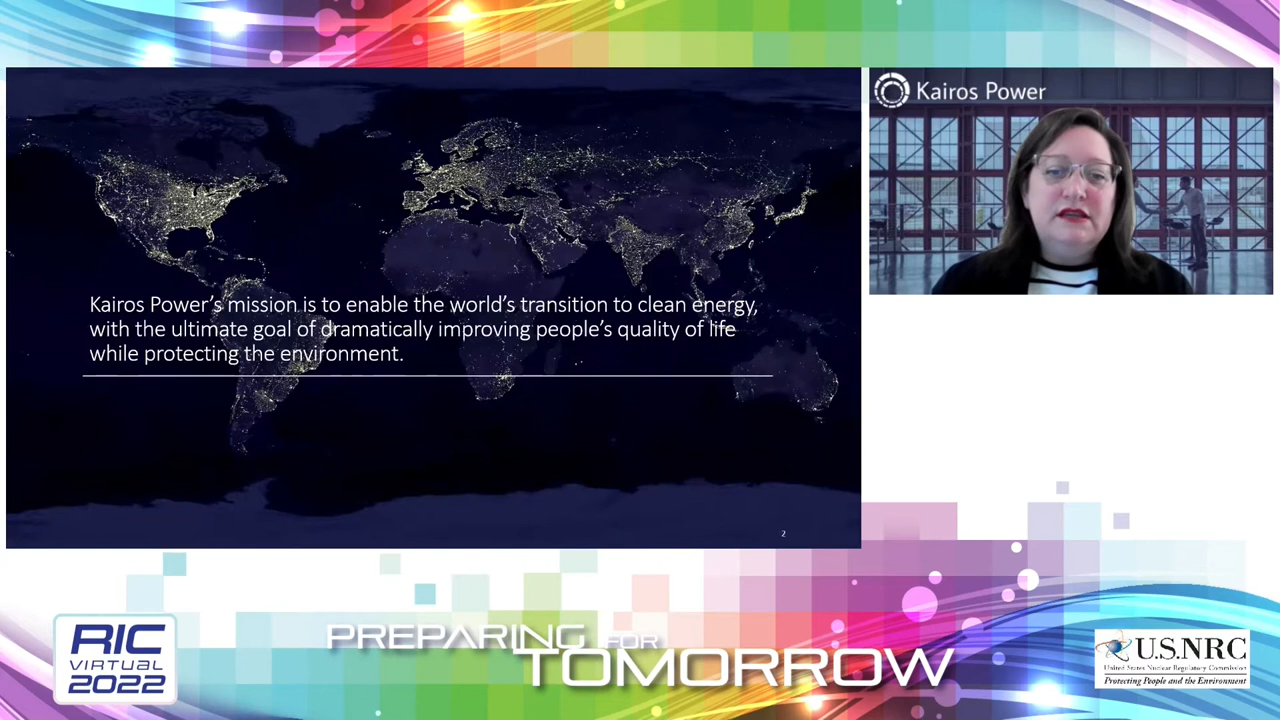 Kairos Power
Kairos Power's mission is to enable the world's transition to clean energy,
with the ultimate goal of dramatically improving people's quality of life
while protecting the environment.
2
RIC
VIRTUAL
2022
PREPARING FOR
TOMORROW
U.S.NRC
United States Nuclear Regulatory Commission
Protecting People and the Environment